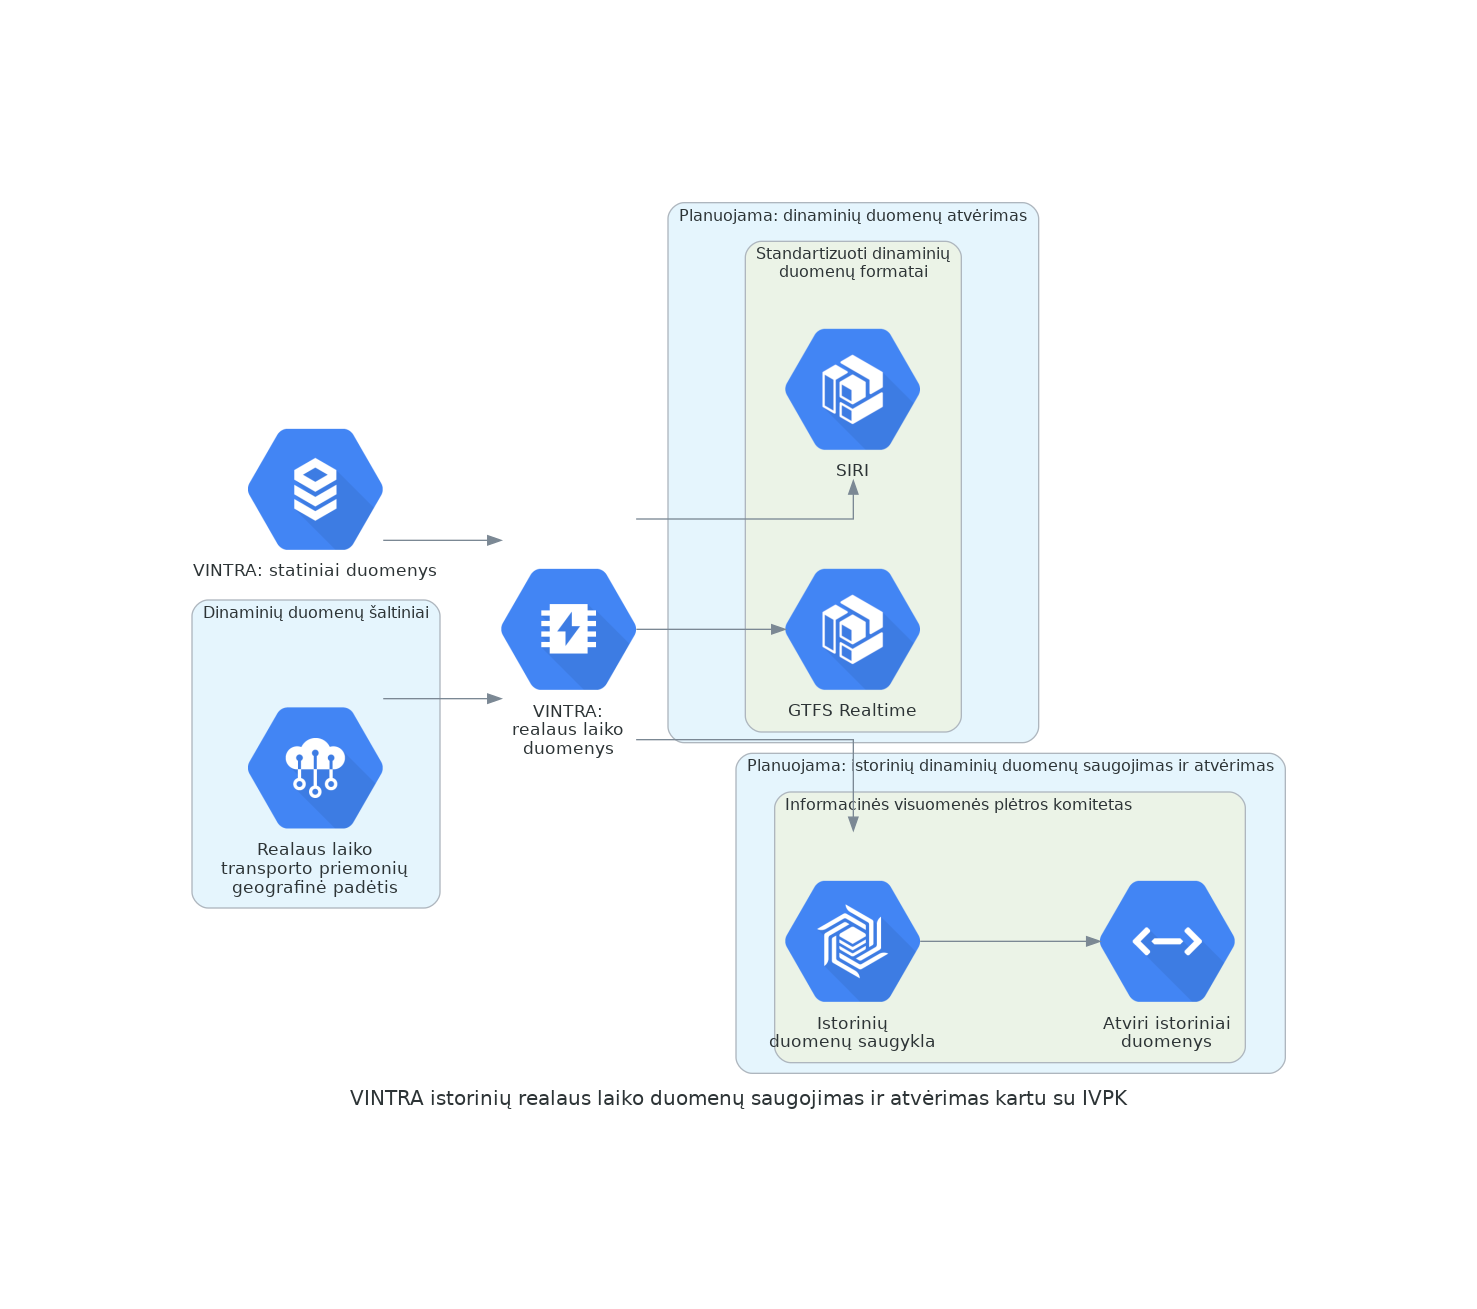 Planuojama: dinaminių duomenų atvėrimas
Standartizuoti dinaminių
duomenų formatai
SIRI
VINTRA: statiniai duomenys
Dinaminių duomenų šaltiniai
GTFS Realtime
VINTRA:
realaus laiko
duomenys
Planuojama: istorinių dinaminių duomenų saugojimas ir atvėrimas
Informacinės visuomenės plėtros komitetas
Realaus laiko
transporto priemonių
geografinė padėtis
Istorinių
duomenų saugykla
Atviri istoriniai
duomenys
VINTRA istorinių realaus laiko duomenų saugojimas ir atvėrimas kartu su IVPK